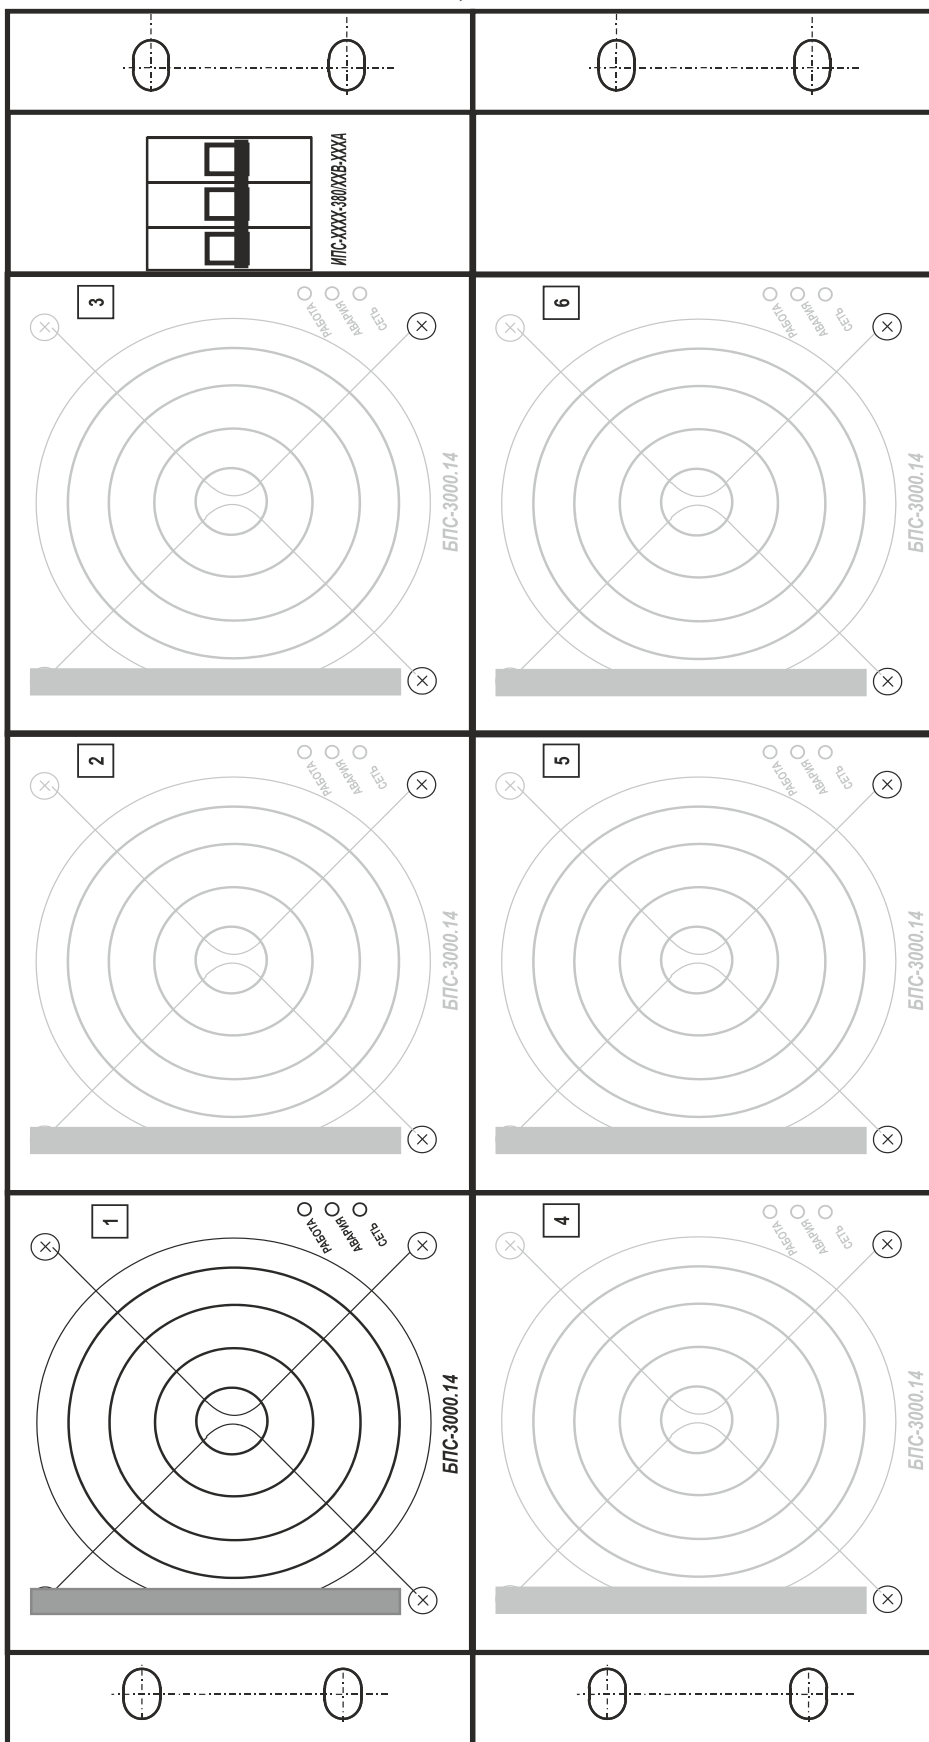 ИПС-XXXX-380/XXВ-XXXА
3
РАБОТА
АВАРИЯ
СЕТЬ
БПС-3000.14
6
РАБОТА
АВАРИЯ
СЕТЬ
БПС-3000.14
2
РАБОТА
АВАРИЯ
СЕТЬ
БПС-3000.14
5
РАБОТА
АВАРИЯ
СЕТЬ
БПС-3000.14
1
РАБОТА
АВАРИЯ
СЕТЬ
БПС-3000.14
4
РАБОТА
АВАРИЯ
СЕТЬ
БПС-3000.14